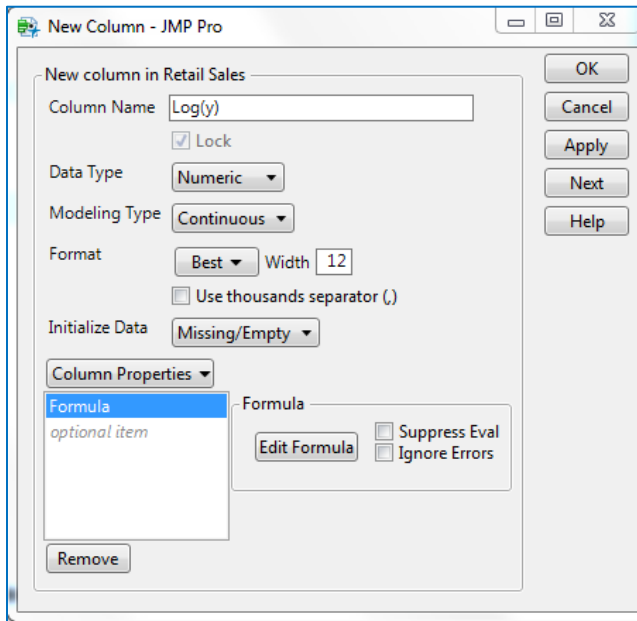 New Column - JMP Pro
New column in Retail Sales
Column Name Log(y)
Lock
Data Type Numeric
Modeling Type Continuous
Format Best Width 12
Use thousands separator (,)
Initialize Data Missing/Empty
Column Properties
Formula
optional item
Formula
Edit Formula
Suppress Eval
Ignore Errors
Remove
OK
Cancel
Apply
Next
Help